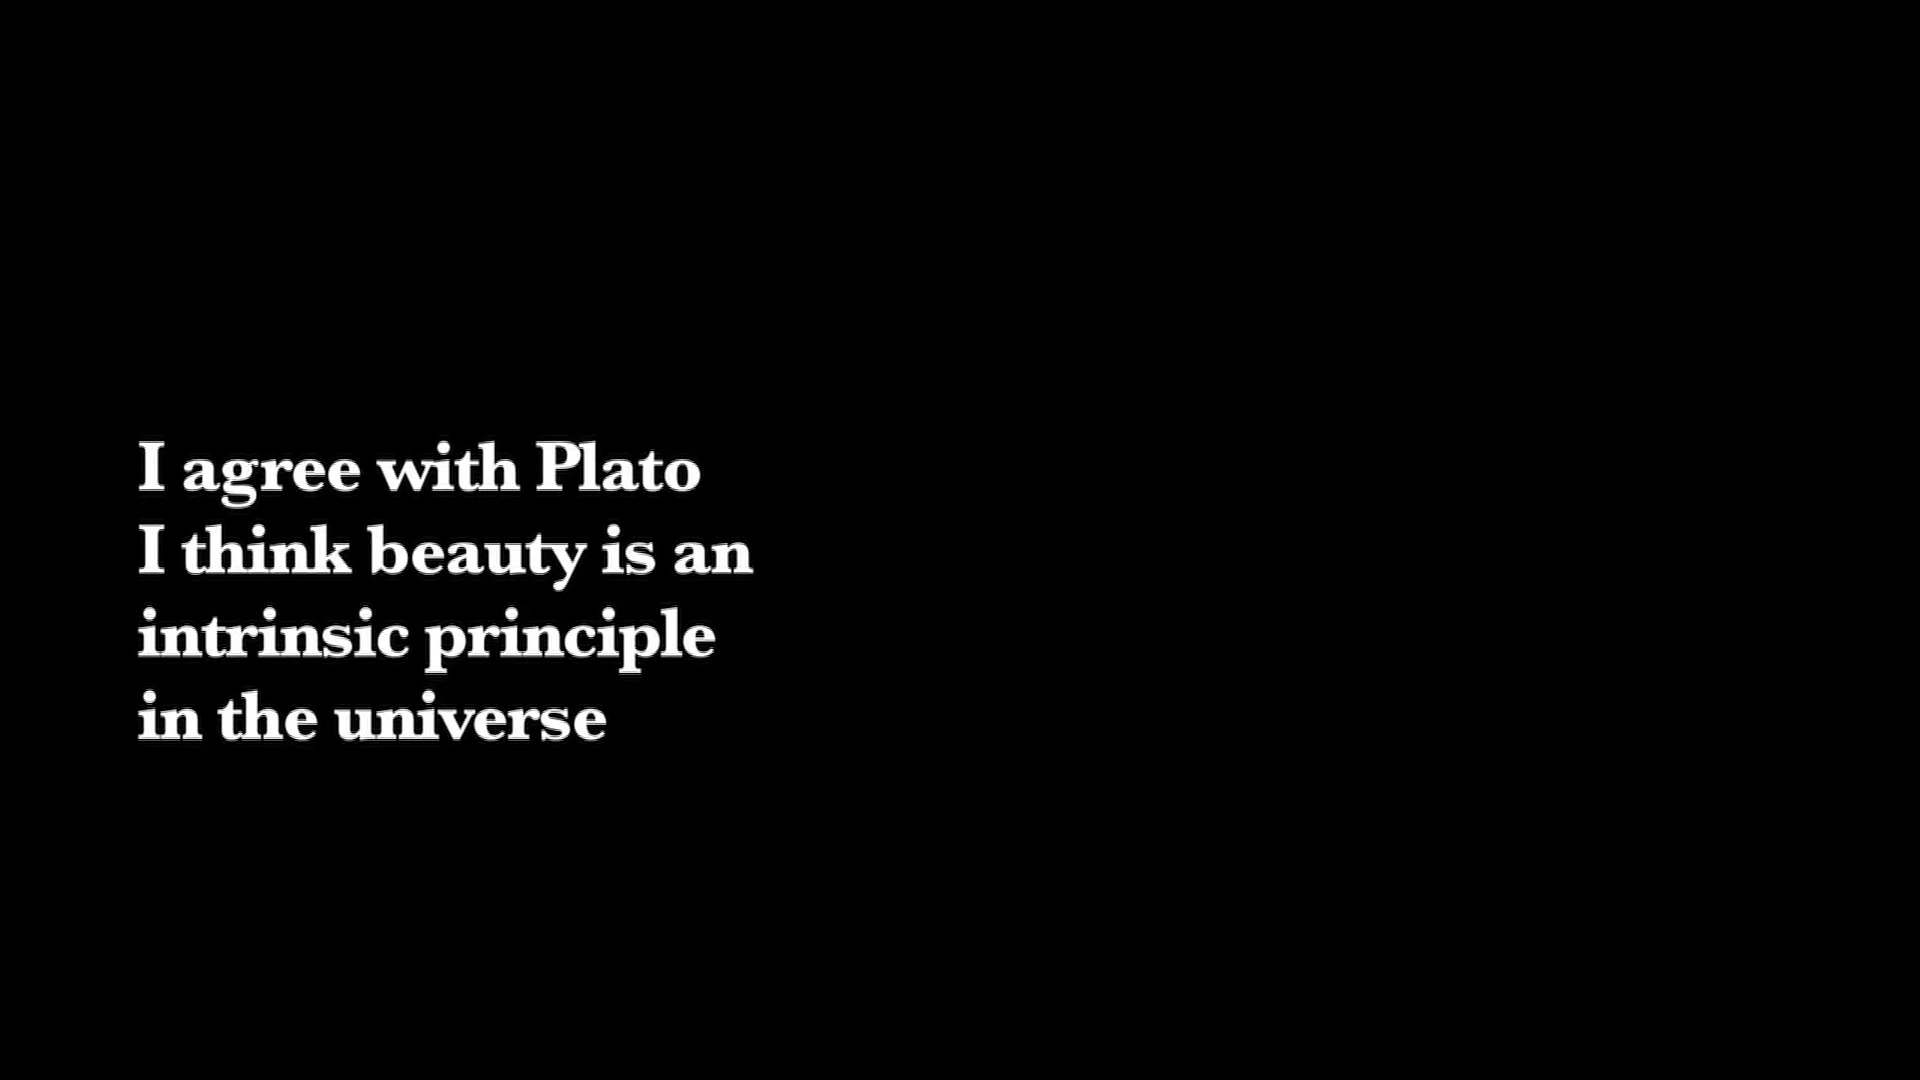 I agree with Plato
I think beauty is an
intrinsic principle
in the universe